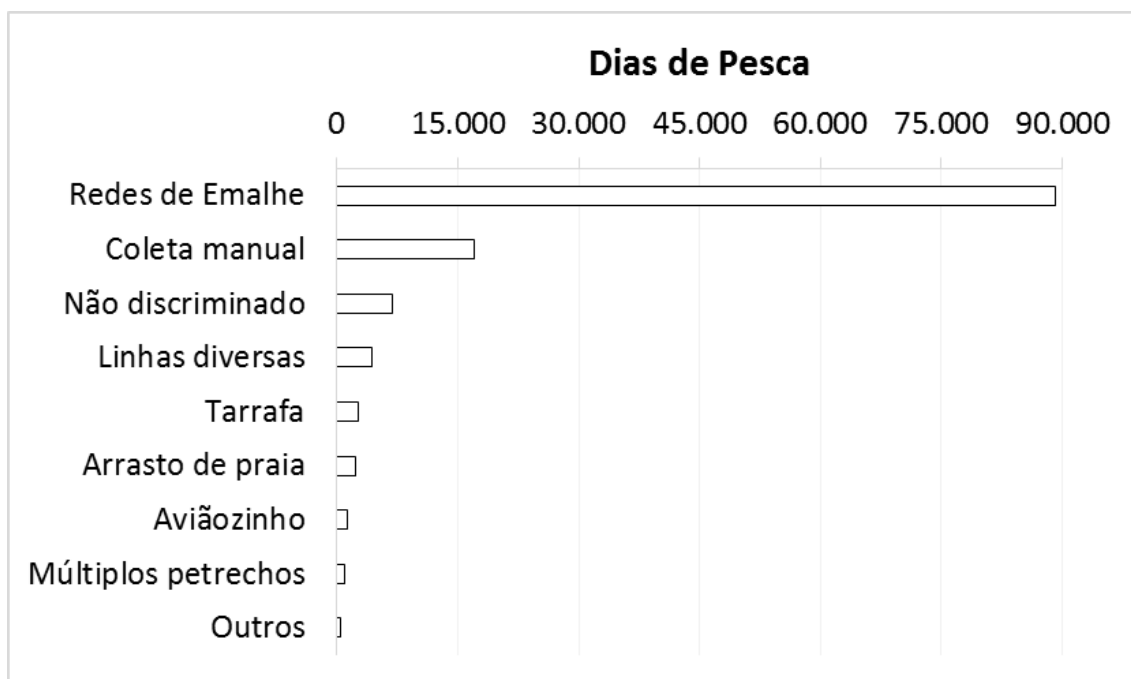 Dias de Pesca
0 15.000 30.000 45.000 60.000 75.000 90.000
Redes de Emalhe
Coleta manual
Não discriminado
Linhas diversas
Tarrafa
Arrasto de praia
Aviãozinho
Múltiplos petrechos
Outros